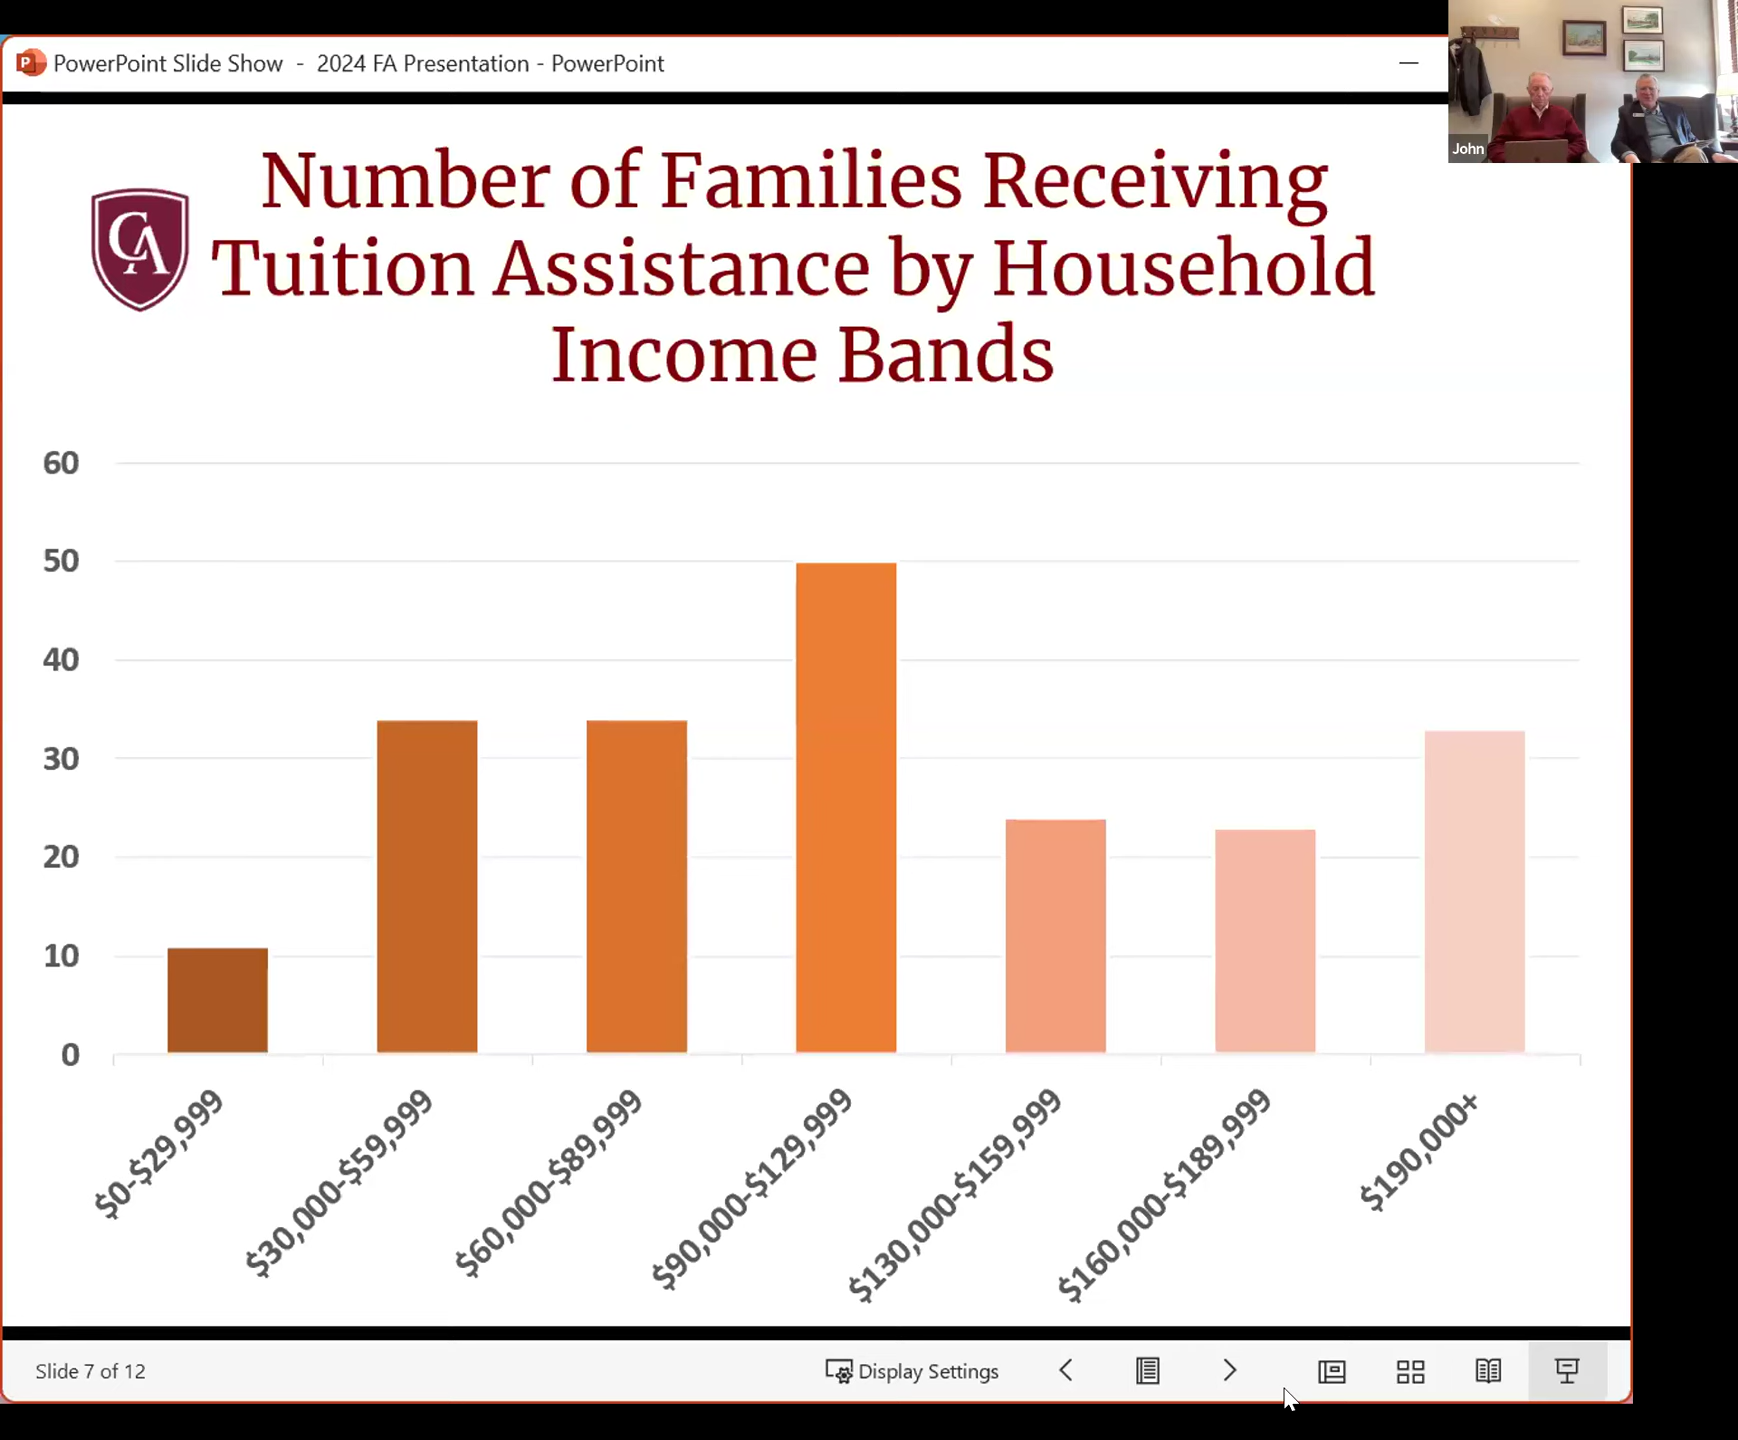 PowerPoint Slide Show - 2024 FA Presentation - PowerPoint
John
CA
Number of Families Receiving
Tuition Assistance by Household
Income Bands
60
50
40
30
20
10
0
$0-$29,999
$30,000-$59,999
$60,000-$89,999
$90,000-$129,999
$130,000-$159,999
$160,000-$189,999
$190,000+
Slide 7 of 12
Display Settings